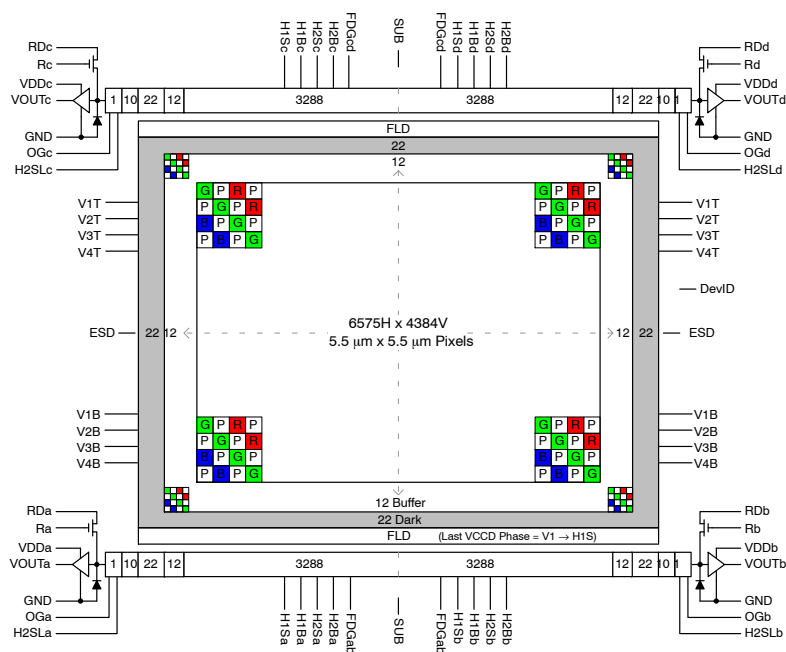 H1Sc H1Bc H2Sc H2Bc FDGcd SUB FDGcd H1Sd H1Bd H2Sd H2Bd
RDc RDd
Rc Rd
VDDc VDDd
VOUTc 1 10 22 12 3288 3288 12 22 10 1 VOUTd
FLD
GND GND
22
OGc OGd
12
H2SLc H2SLd
G P R P G P R P
V1T P G P R P G P R V1T
V2T B P G P B P G P V2T
V3T P B P G P B P G V3T
V4T V4T
DevID
6575H x 4384V
ESD 22 12 12 22 ESD
5.5 µm x 5.5 µm Pixels
V1B G P R P G P R P V1B
V2B P G P R P G P R V2B
V3B B P G P B P G P V3B
V4B P B P G P B P G V4B
12 Buffer
RDa RDb
22 Dark
Ra Rb
FLD (Last VCCD Phase = V1 → H1S)
VDDa VDDb
VOUTa 1 10 22 12 3288 3288 12 22 10 1 VOUTb
GND GND
OGa OGb
H2SLa H2SLb
H1Sa H1Ba H2Sa H2Ba FDGab SUB FDGab H1Sb H1Bb H2Sb H2Bb